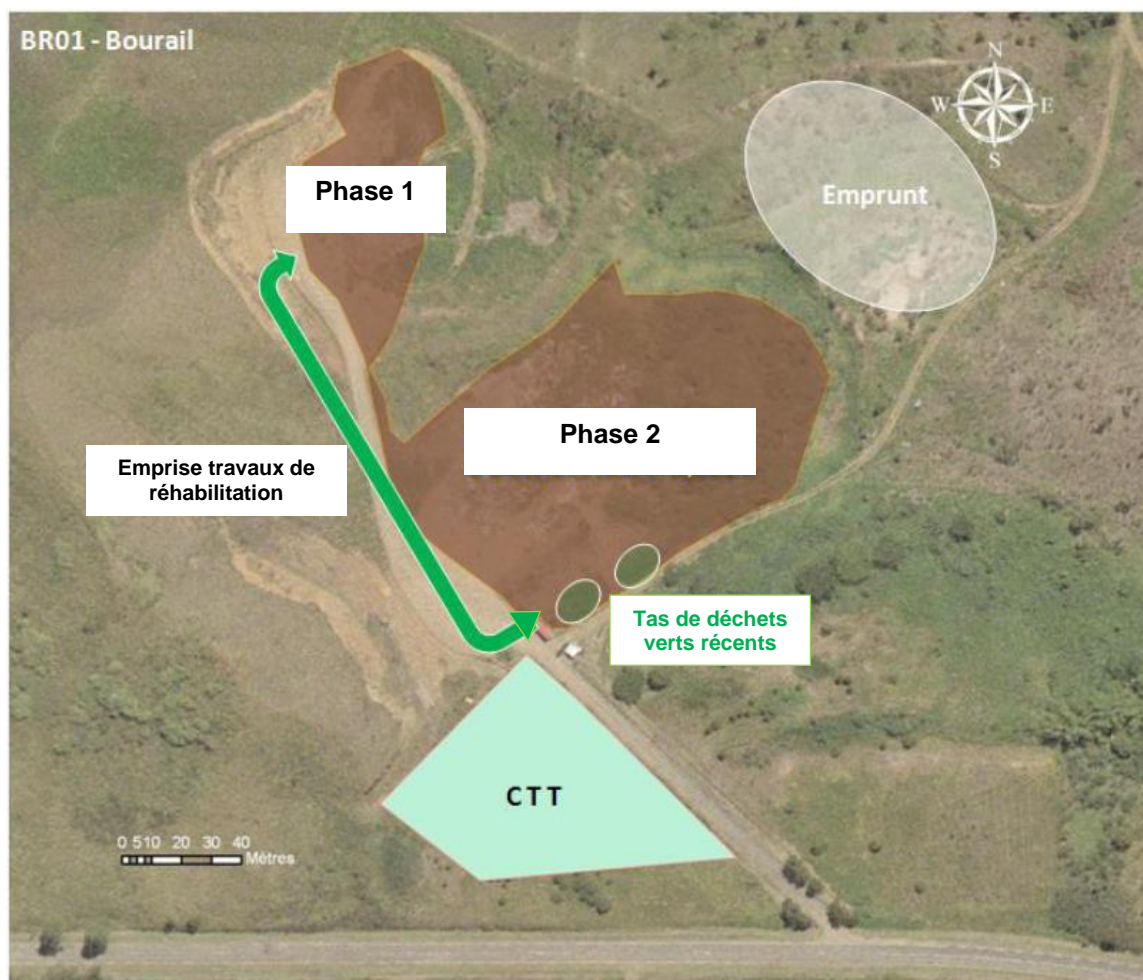 BR01 - Bourail
N
W E
S
Phase 1
Emprunt
Phase 2
Emprise travaux de
réhabilitation
Tas de déchets
verts récents
CTT
0 5 10 20 30 40
Mètres